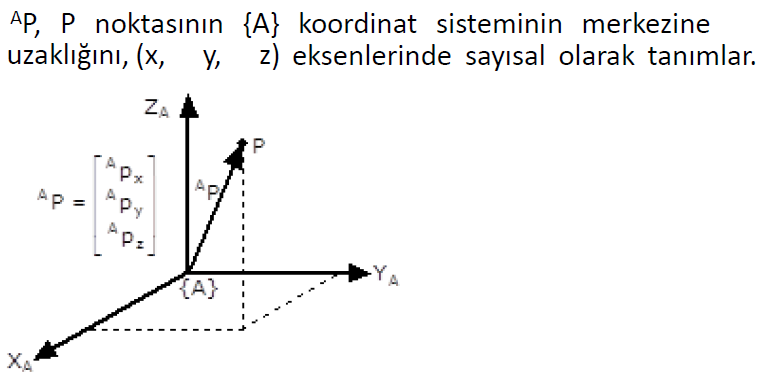 ᴬP, P noktasının {A} koordinat sisteminin merkezine
uzaklığını, (x, y, z) eksenlerinde sayısal olarak tanımlar.
Z_A
P
ᴬP
ᴬP = [ᴬp_x
ᴬp_y
ᴬp_z]
{A}
Y_A
X_A